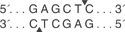 5′. . . GAGCTC . . .3′
3′. . . CTCGAG . . .5′